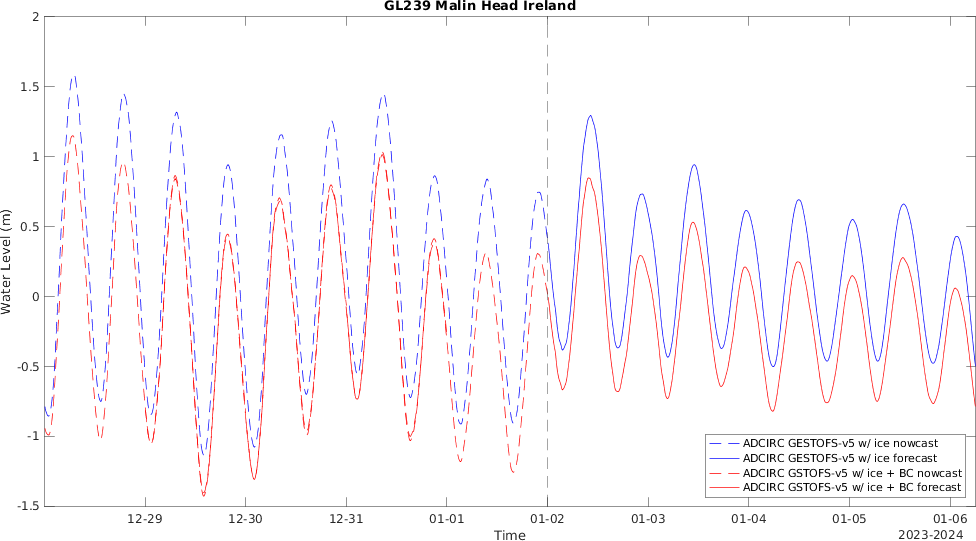 GL239 Malin Head Ireland
2
1.5
1
0.5
0
-0.5
-1
-1.5
Water Level (m)
12-29
12-30
12-31
01-01
01-02
01-03
01-04
01-05
01-06
Time
2023-2024
ADCIRC GESTOFS-v5 w/ ice nowcast
ADCIRC GESTOFS-v5 w/ ice forecast
ADCIRC GSTOFS-v5 w/ ice + BC nowcast
ADCIRC GSTOFS-v5 w/ ice + BC forecast